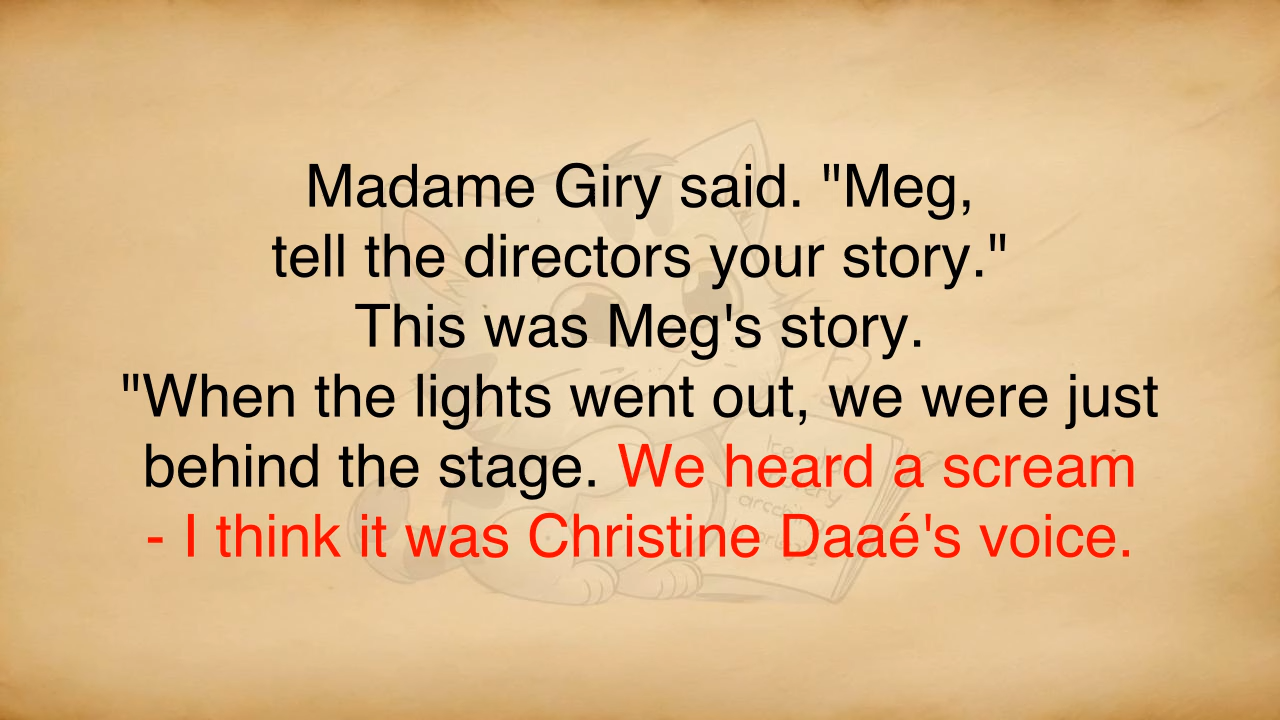 Madame Giry said. "Meg,
tell the directors your story."
This was Meg's story.
"When the lights went out, we were just
behind the stage. We heard a scream
- I think it was Christine Daaé's voice.